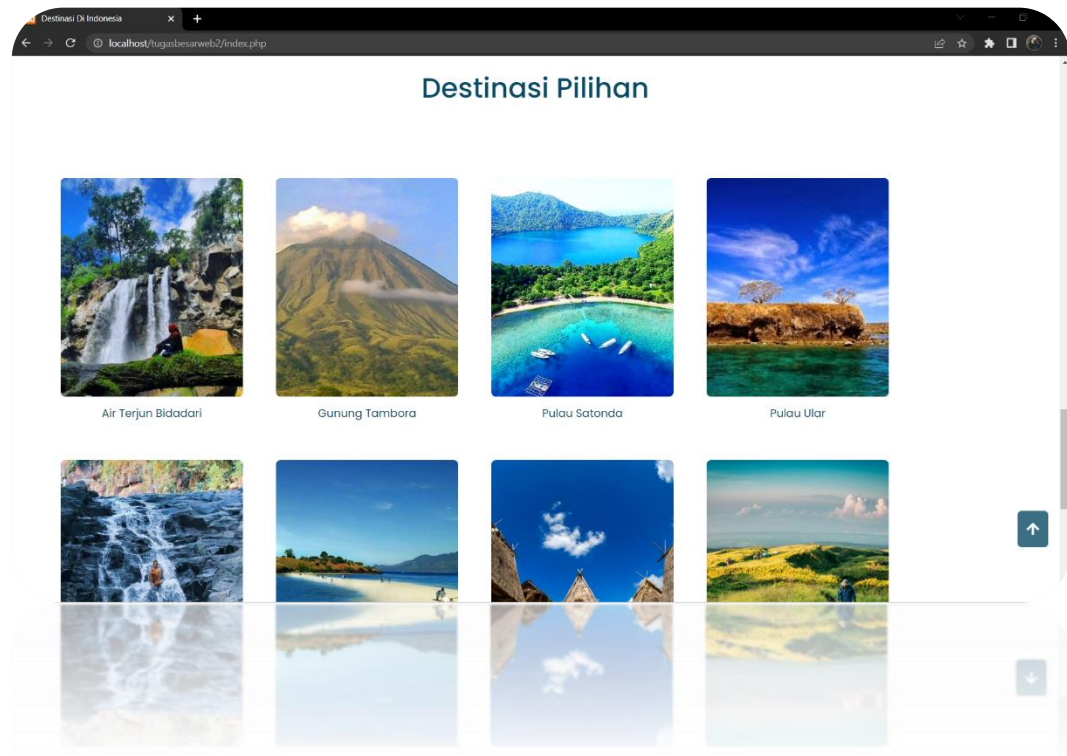 Destinasi Di Indonesia
localhost/tugasbesarweb2/index.php
Destinasi Pilihan
Air Terjun Bidadari
Gunung Tambora
Pulau Satonda
Pulau Ular